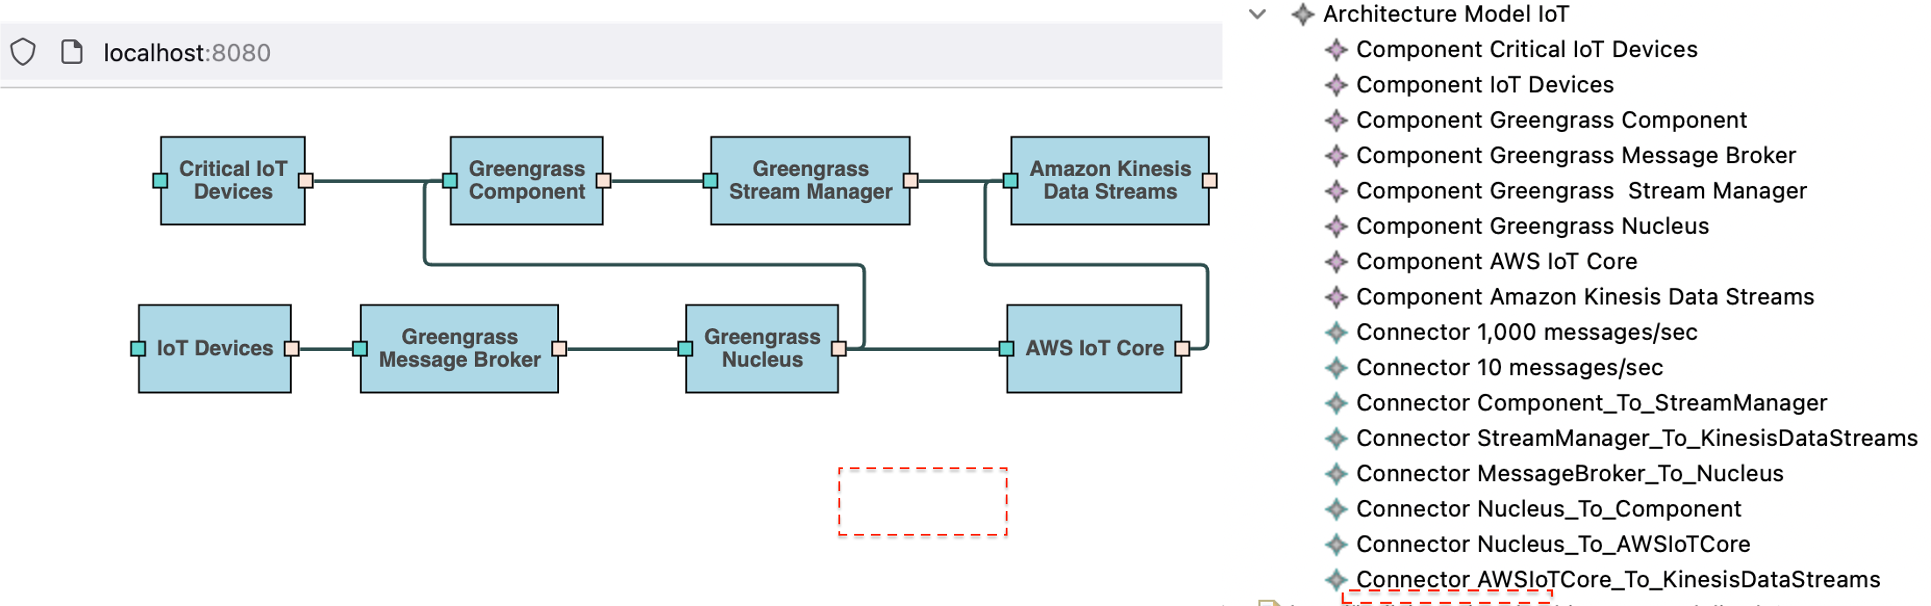 localhost:8080
Critical IoT
Devices
Greengrass
Component
Greengrass
Stream Manager
Amazon Kinesis
Data Streams
IoT Devices
Greengrass
Message Broker
Greengrass
Nucleus
AWS IoT Core
Architecture Model IoT
Component Critical IoT Devices
Component IoT Devices
Component Greengrass Component
Component Greengrass Message Broker
Component Greengrass  Stream Manager
Component Greengrass Nucleus
Component AWS IoT Core
Component Amazon Kinesis Data Streams
Connector 1,000 messages/sec
Connector 10 messages/sec
Connector Component_To_StreamManager
Connector StreamManager_To_KinesisDataStreams
Connector MessageBroker_To_Nucleus
Connector Nucleus_To_Component
Connector Nucleus_To_AWSIoTCore
Connector AWSIoTCore_To_KinesisDataStreams